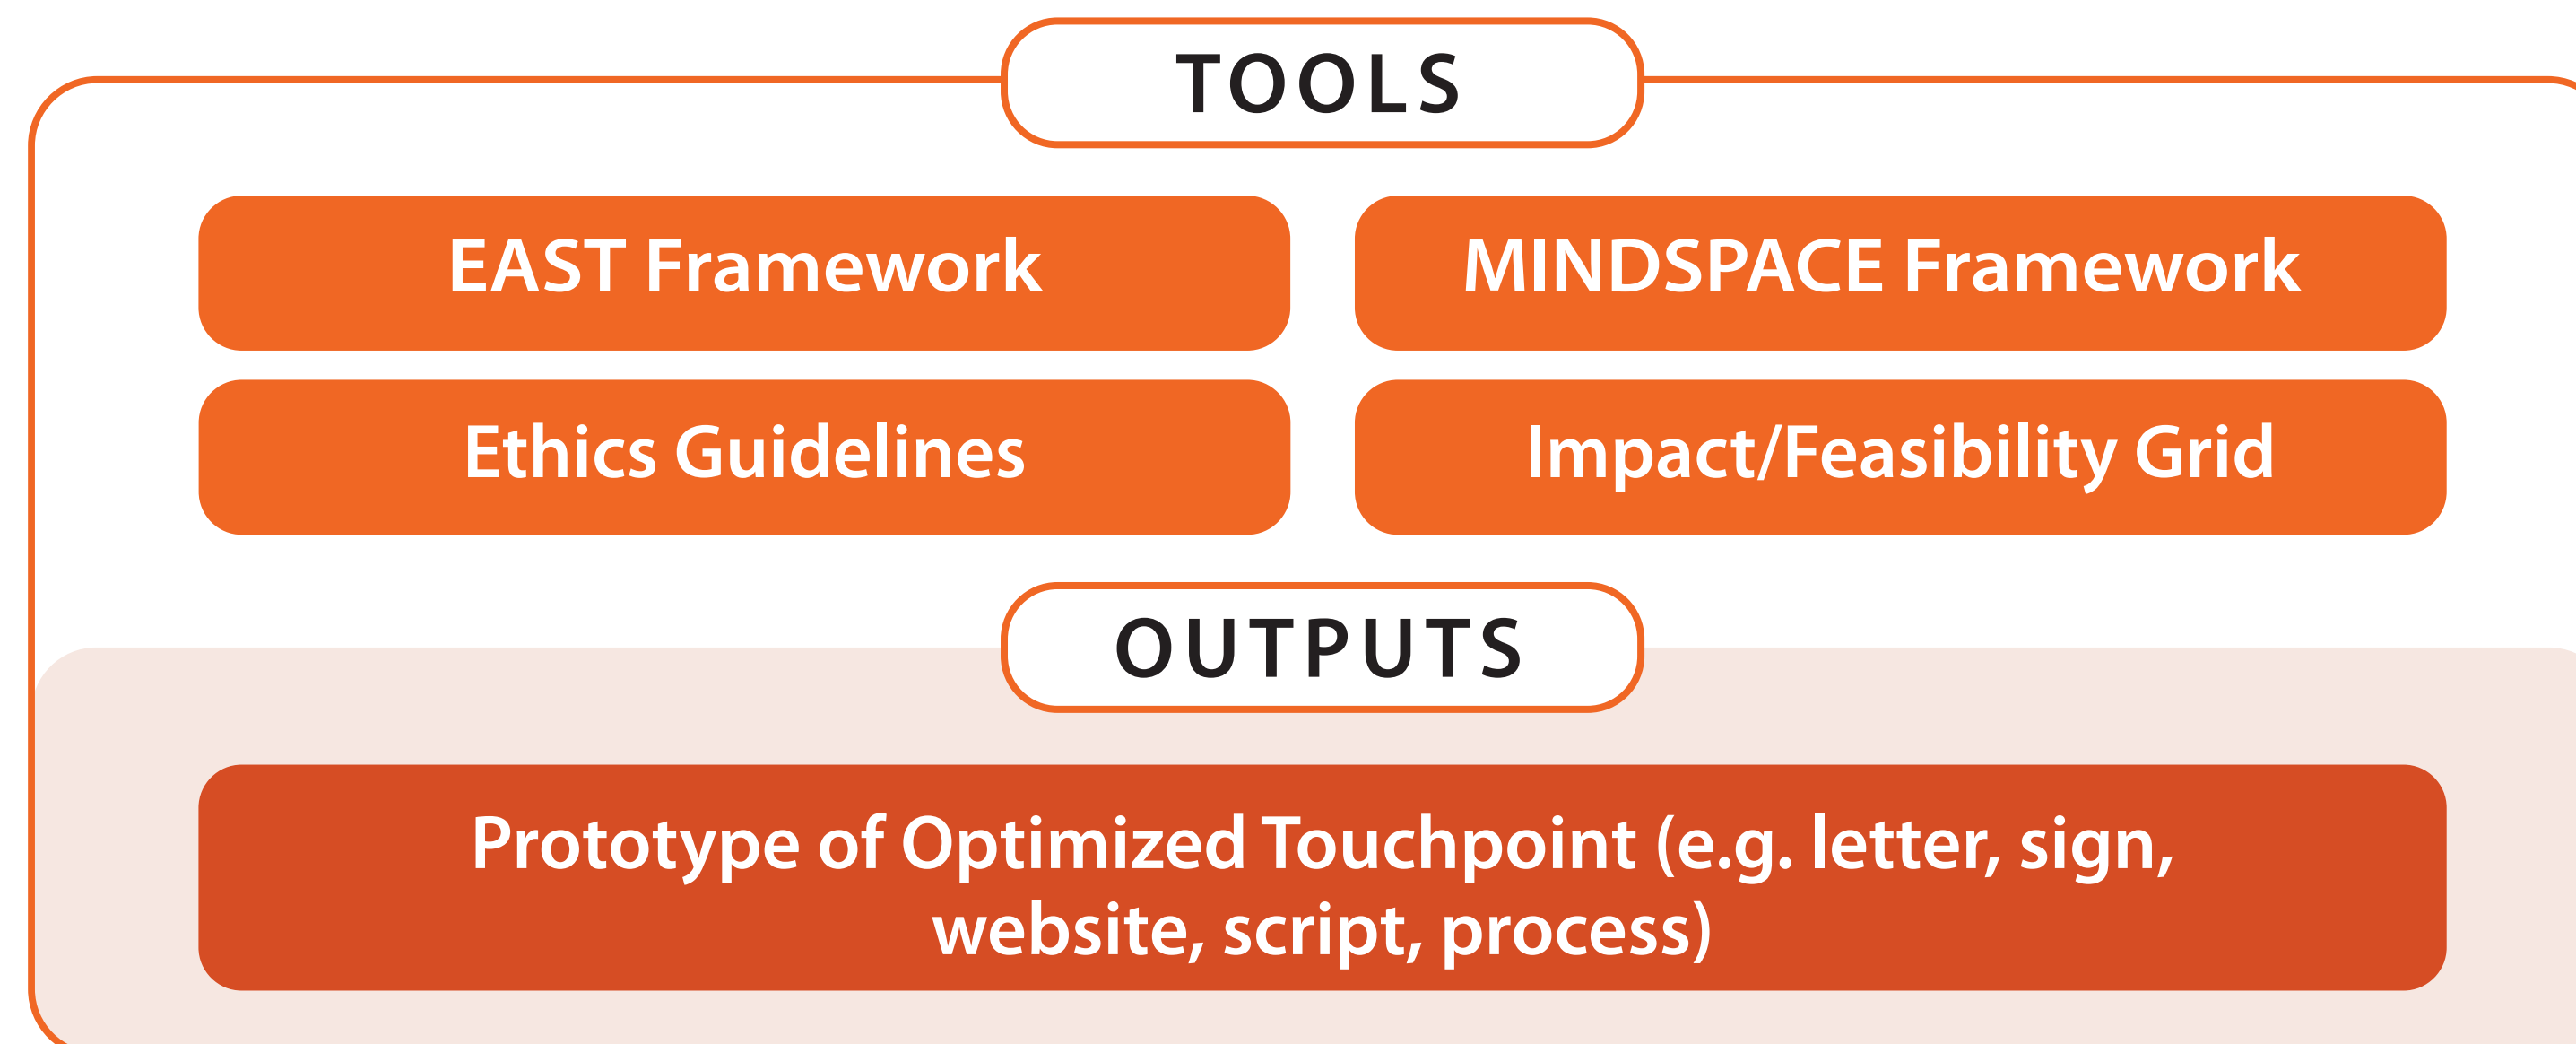 TOOLS
EAST Framework
MINDSPACE Framework
Ethics Guidelines
Impact/Feasibility Grid
OUTPUTS
Prototype of Optimized Touchpoint (e.g. letter, sign,
website, script, process)